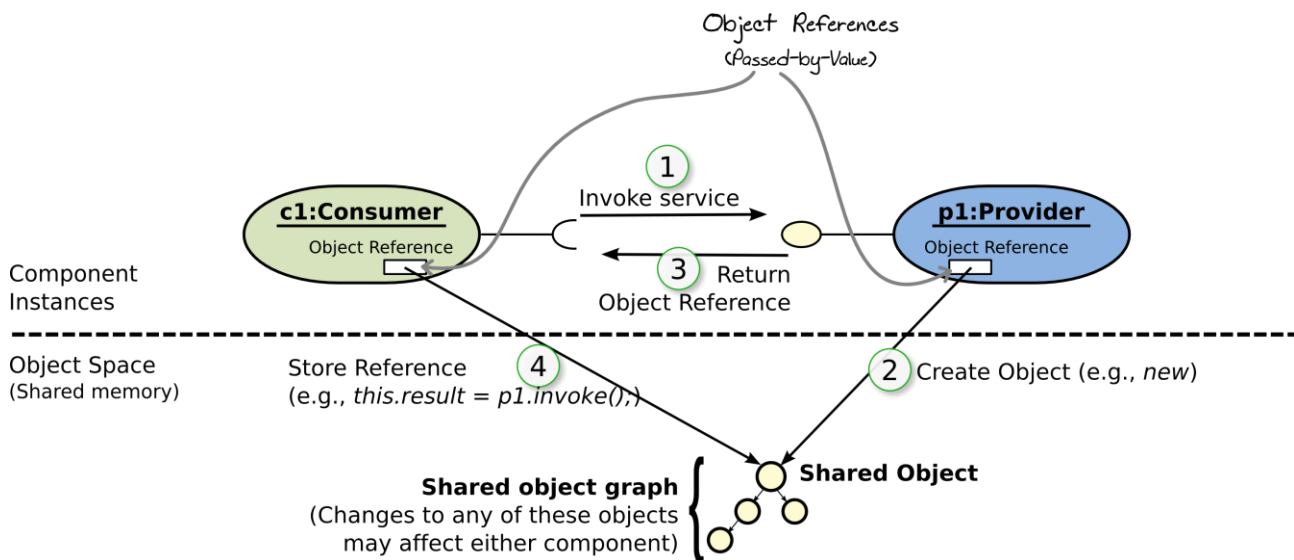 Object References
(Passed-by-Value)
1
Invoke service
c1:Consumer
p1:Provider
Object Reference
Object Reference
3
Return
Object Reference
Component
Instances
Object Space
(Shared memory)
Store Reference
(e.g., this.result = p1.invoke();)
4
2
Create Object (e.g., new)
Shared Object
Shared object graph
(Changes to any of these objects
may affect either component)